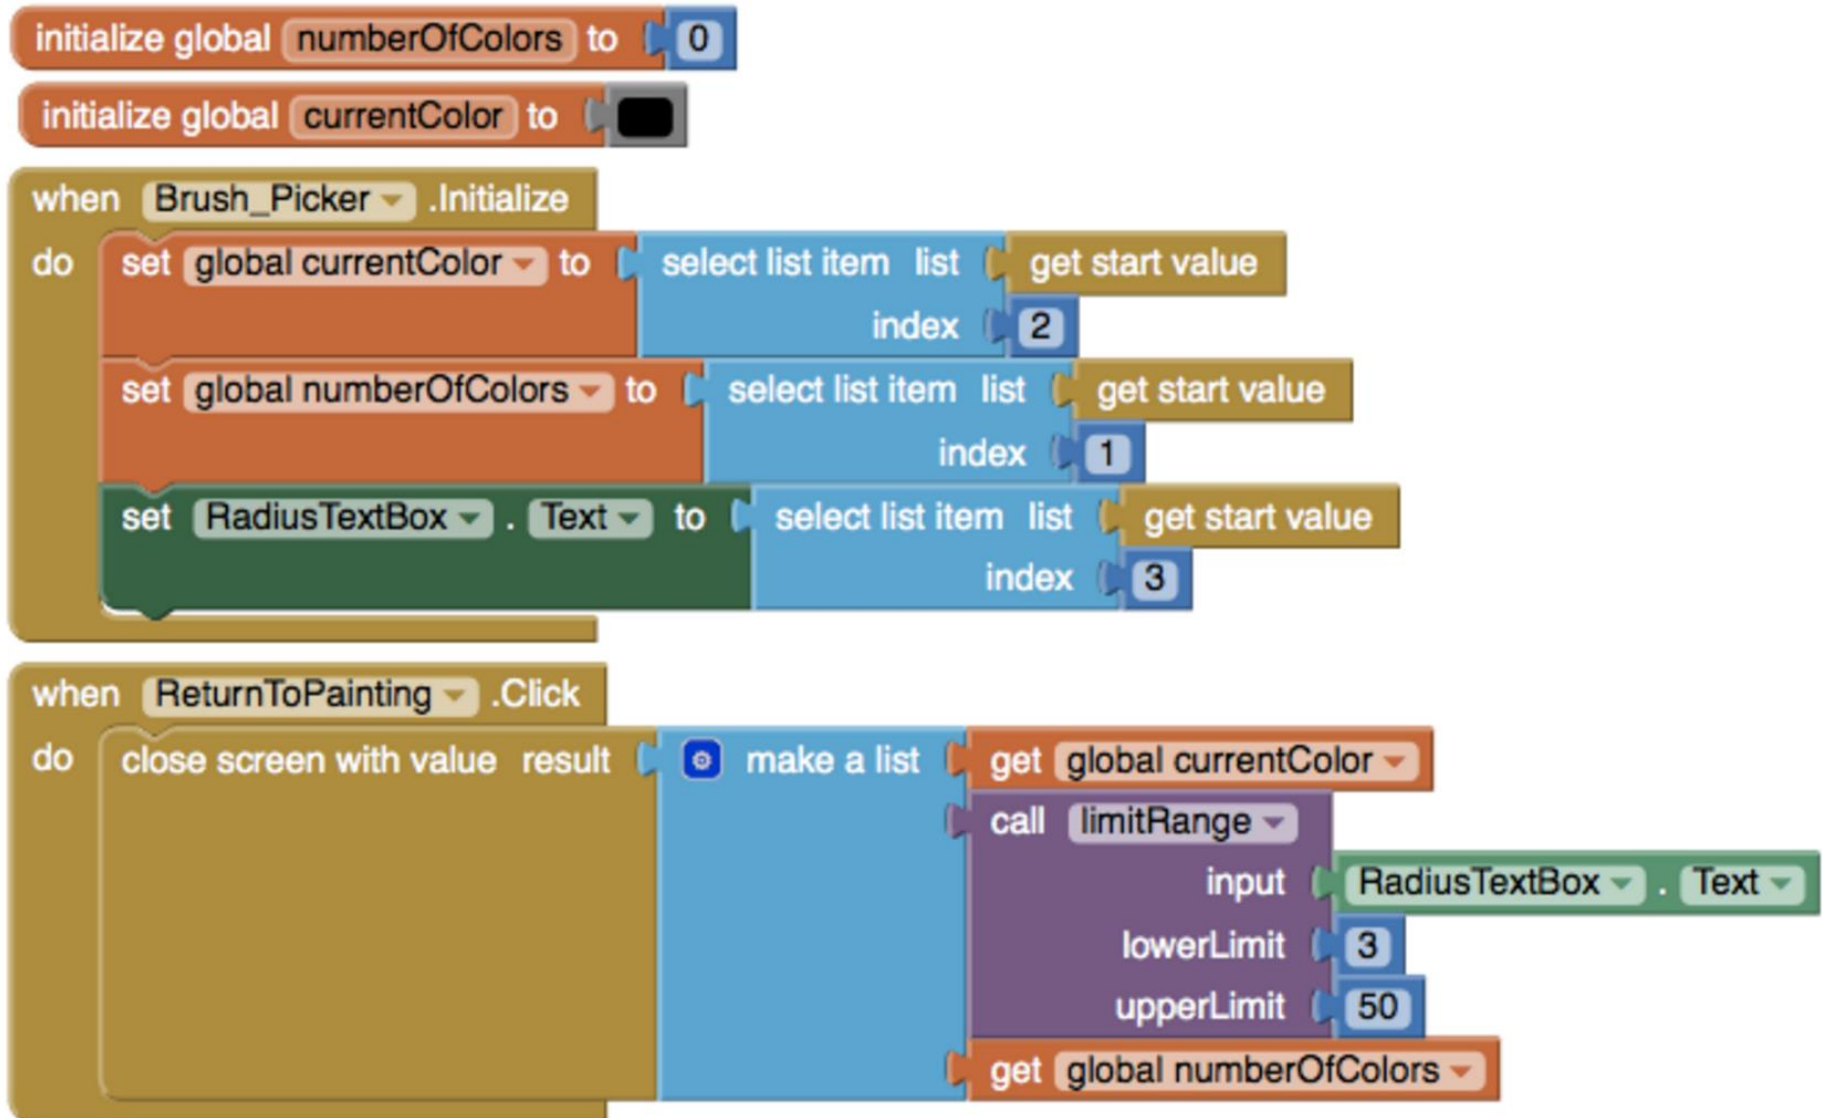 initialize global numberOfColors to 0
initialize global currentColor to
when Brush_Picker .Initialize
do set global currentColor to select list item list get start value
index 2
set global numberOfColors to select list item list get start value
index 1
set RadiusTextBox . Text to select list item list get start value
index 3
when ReturnToPainting .Click
do close screen with value result make a list get global currentColor
call limitRange
input RadiusTextBox . Text
lowerLimit 3
upperLimit 50
get global numberOfColors